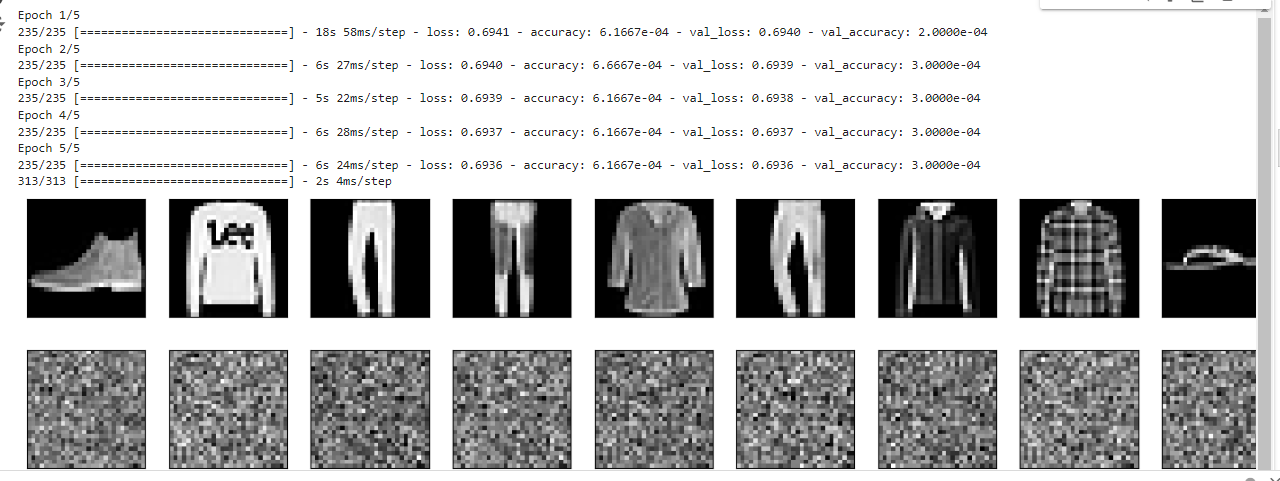 Epoch 1/5
235/235 [==============================] - 18s 58ms/step - loss: 0.6941 - accuracy: 6.1667e-04 - val_loss: 0.6940 - val_accuracy: 2.0000e-04
Epoch 2/5
235/235 [==============================] - 6s 27ms/step - loss: 0.6940 - accuracy: 6.6667e-04 - val_loss: 0.6939 - val_accuracy: 3.0000e-04
Epoch 3/5
235/235 [==============================] - 5s 22ms/step - loss: 0.6939 - accuracy: 6.1667e-04 - val_loss: 0.6938 - val_accuracy: 3.0000e-04
Epoch 4/5
235/235 [==============================] - 6s 28ms/step - loss: 0.6937 - accuracy: 6.1667e-04 - val_loss: 0.6937 - val_accuracy: 3.0000e-04
Epoch 5/5
235/235 [==============================] - 6s 24ms/step - loss: 0.6936 - accuracy: 6.1667e-04 - val_loss: 0.6936 - val_accuracy: 3.0000e-04
313/313 [==============================] - 2s 4ms/step
Lee